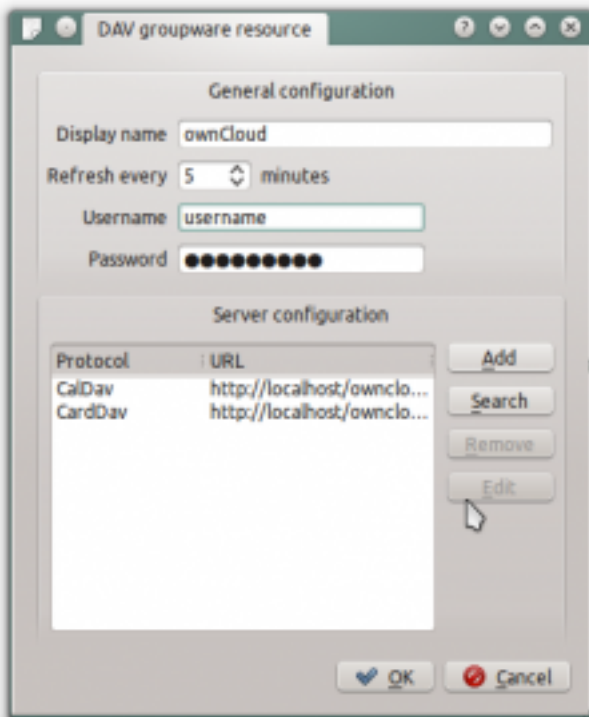 DAV groupware resource
General configuration
Display name ownCloud
Refresh every 5 minutes
Username username
Password ●●●●●●●●●
Server configuration
Protocol URL
CalDav http://localhost/ownclo...
CardDav http://localhost/ownclo...
Add
Search
Remove
Edit
OK Cancel